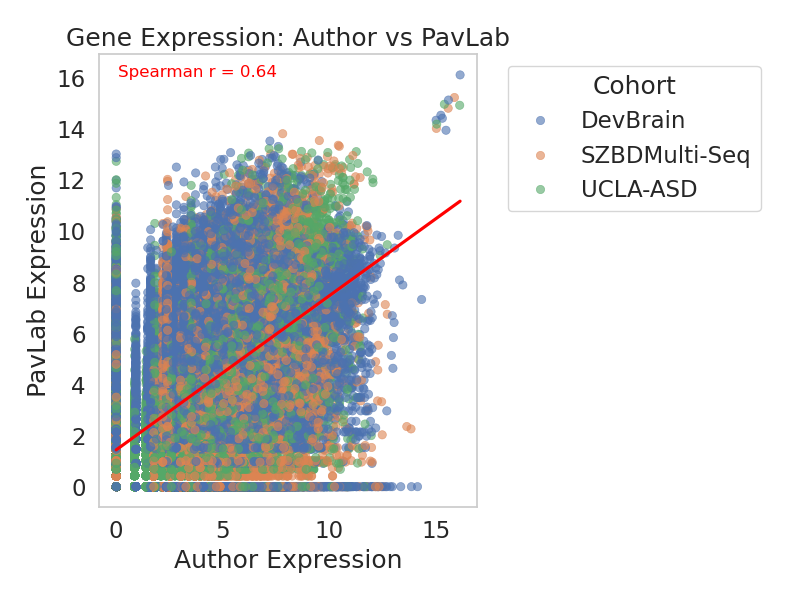 Gene Expression: Author vs PavLab
Spearman r = 0.64
Cohort
DevBrain
SZBDMulti-Seq
UCLA-ASD
PavLab Expression
16
14
12
10
8
6
4
2
0
0 5 10 15
Author Expression